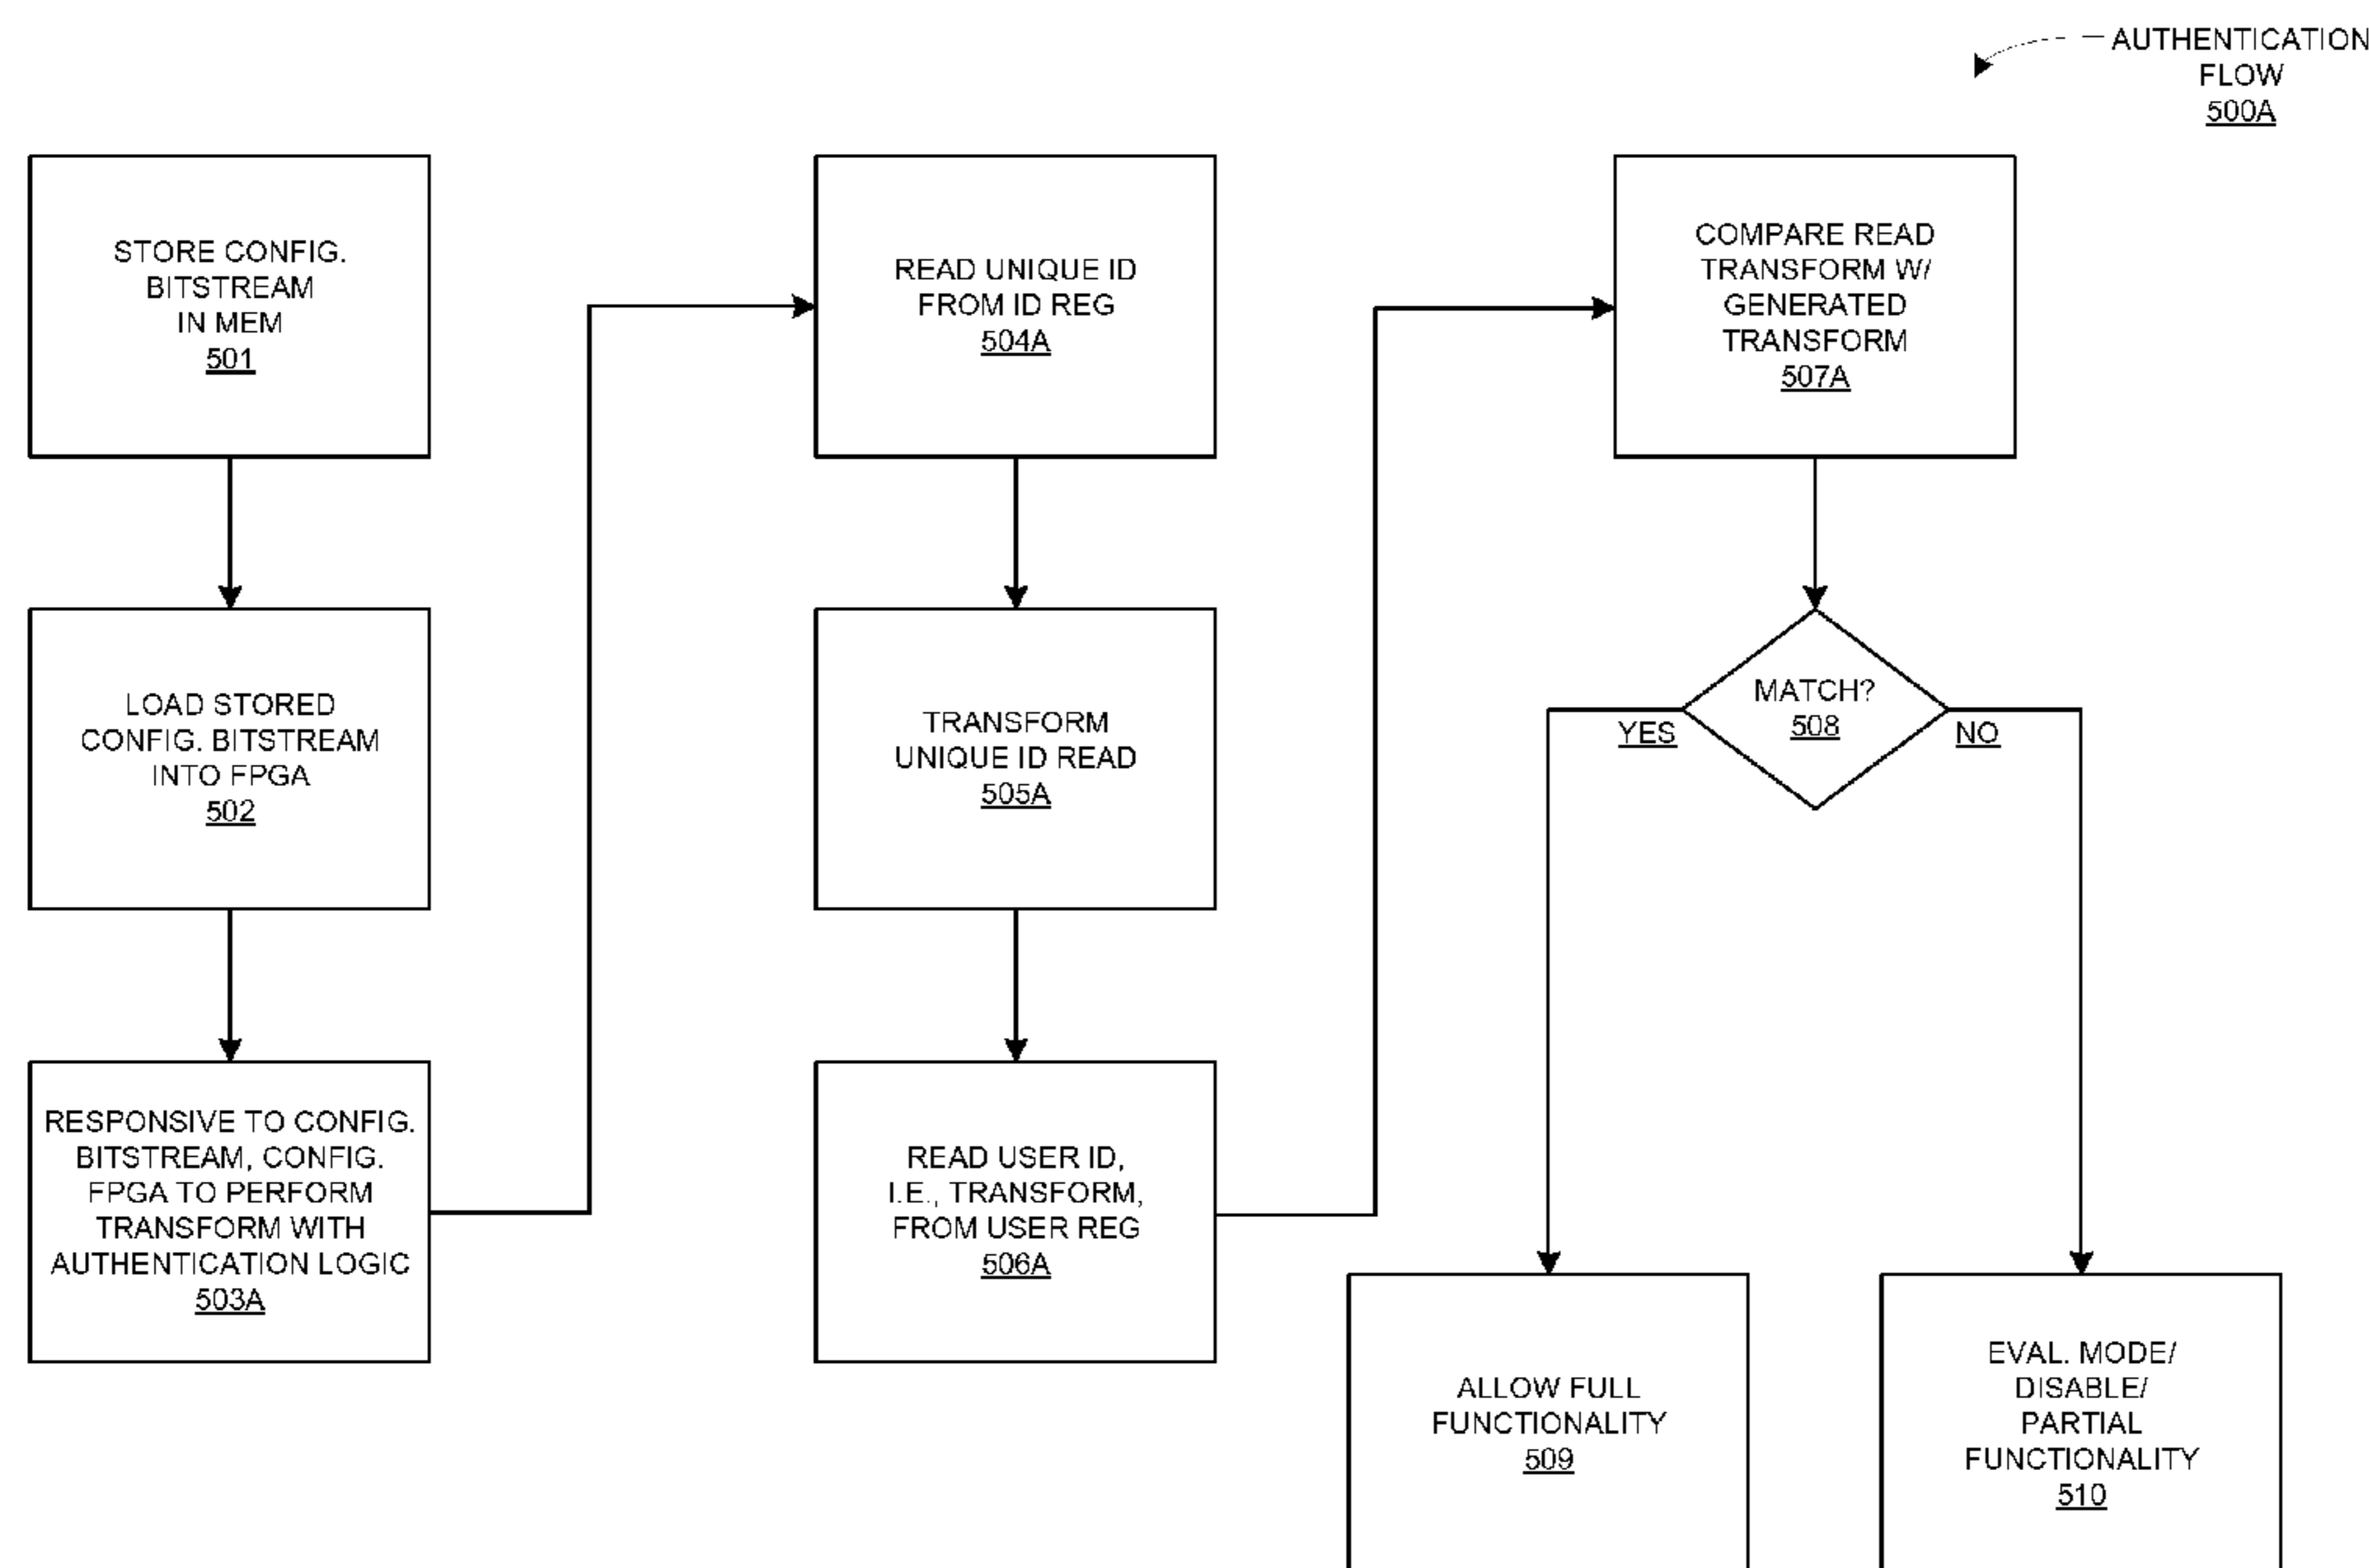 AUTHENTICATION
FLOW
500A
STORE CONFIG.
BITSTREAM
IN MEM
501
LOAD STORED
CONFIG. BITSTREAM
INTO FPGA
502
RESPONSIVE TO CONFIG.
BITSTREAM, CONFIG.
FPGA TO PERFORM
TRANSFORM WITH
AUTHENTICATION LOGIC
503A
READ UNIQUE ID
FROM ID REG
504A
TRANSFORM
UNIQUE ID READ
505A
READ USER ID,
I.E., TRANSFORM,
FROM USER REG
506A
COMPARE READ
TRANSFORM W/
GENERATED
TRANSFORM
507A
MATCH?
508
YES
NO
ALLOW FULL
FUNCTIONALITY
509
EVAL. MODE/
DISABLE/
PARTIAL
FUNCTIONALITY
510